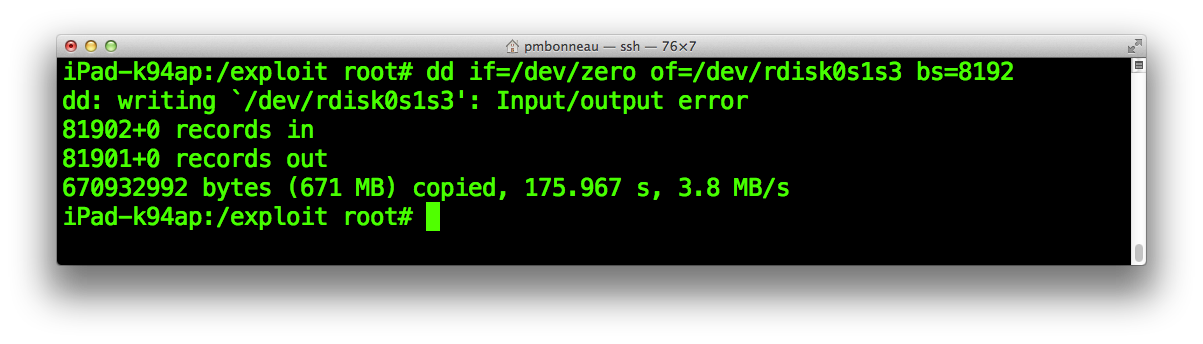 pmbonneau — ssh — 76×7
iPad-k94ap:/exploit root# dd if=/dev/zero of=/dev/rdisk0s1s3 bs=8192
dd: writing `/dev/rdisk0s1s3': Input/output error
81902+0 records in
81901+0 records out
670932992 bytes (671 MB) copied, 175.967 s, 3.8 MB/s
iPad-k94ap:/exploit root#